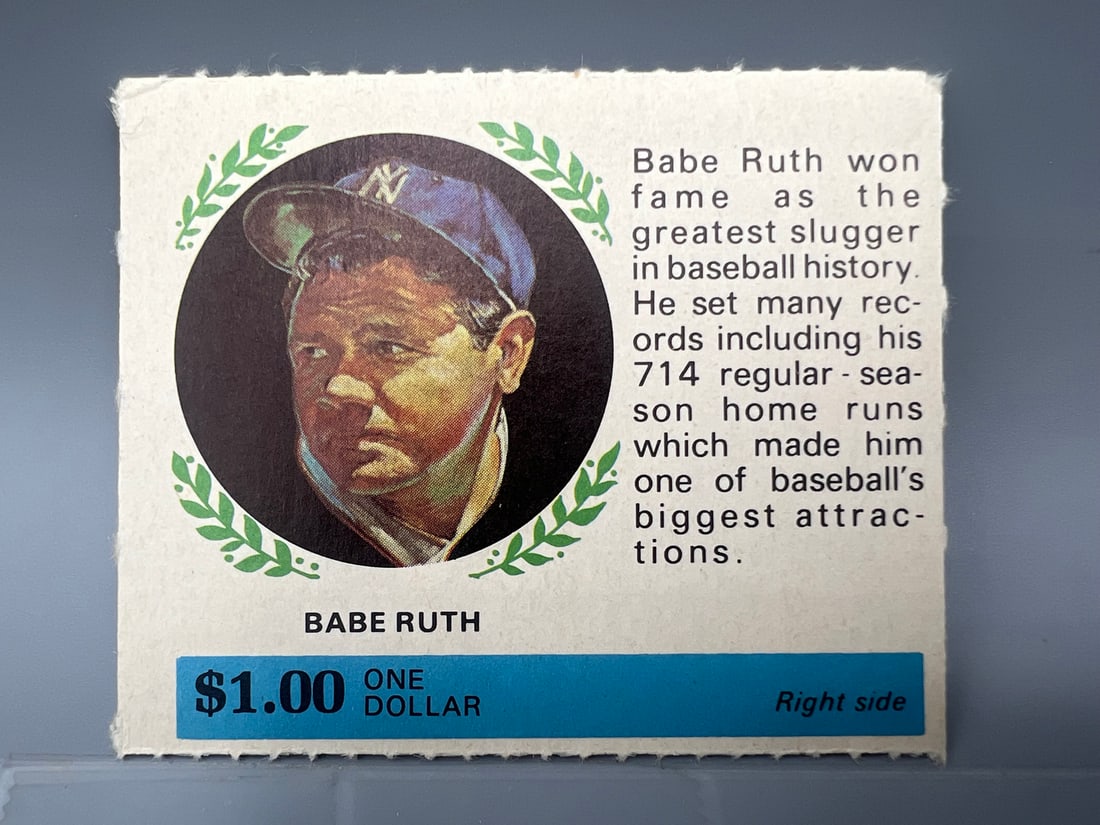 NY
Babe Ruth won
fame as the
greatest slugger
in baseball history.
He set many rec-
ords including his
714 regular - sea-
son home runs
which made him
one of baseball's
biggest attrac-
tions.
BABE RUTH
$1.00 ONE DOLLAR
Right side